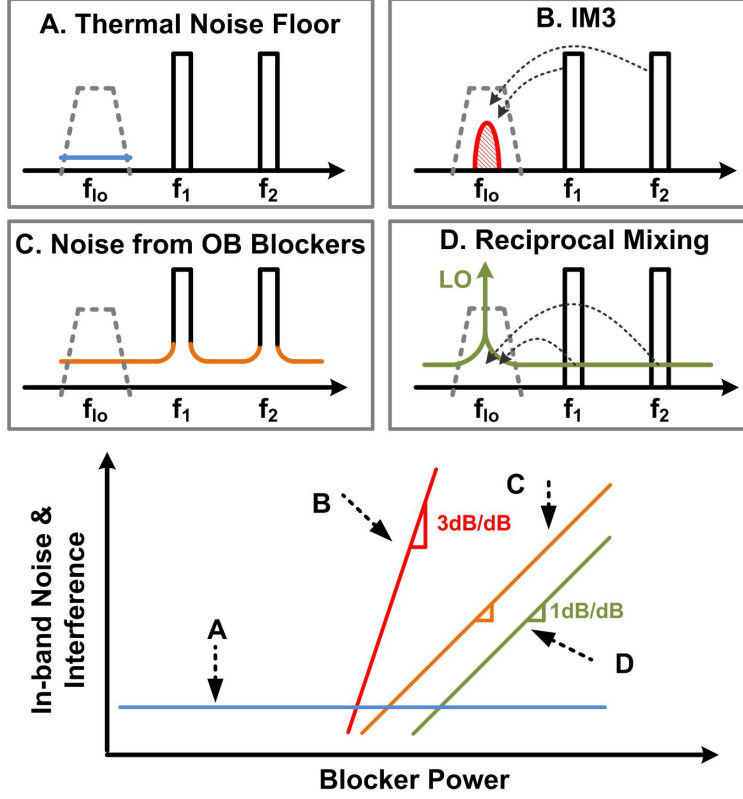 A. Thermal Noise Floor
f_lo f_1 f_2
B. IM3
f_lo f_1 f_2
C. Noise from OB Blockers
f_lo f_1 f_2
D. Reciprocal Mixing
LO
f_lo f_1 f_2
In-band Noise &
Interference
A
B
3dB/dB
C
1dB/dB
D
Blocker Power